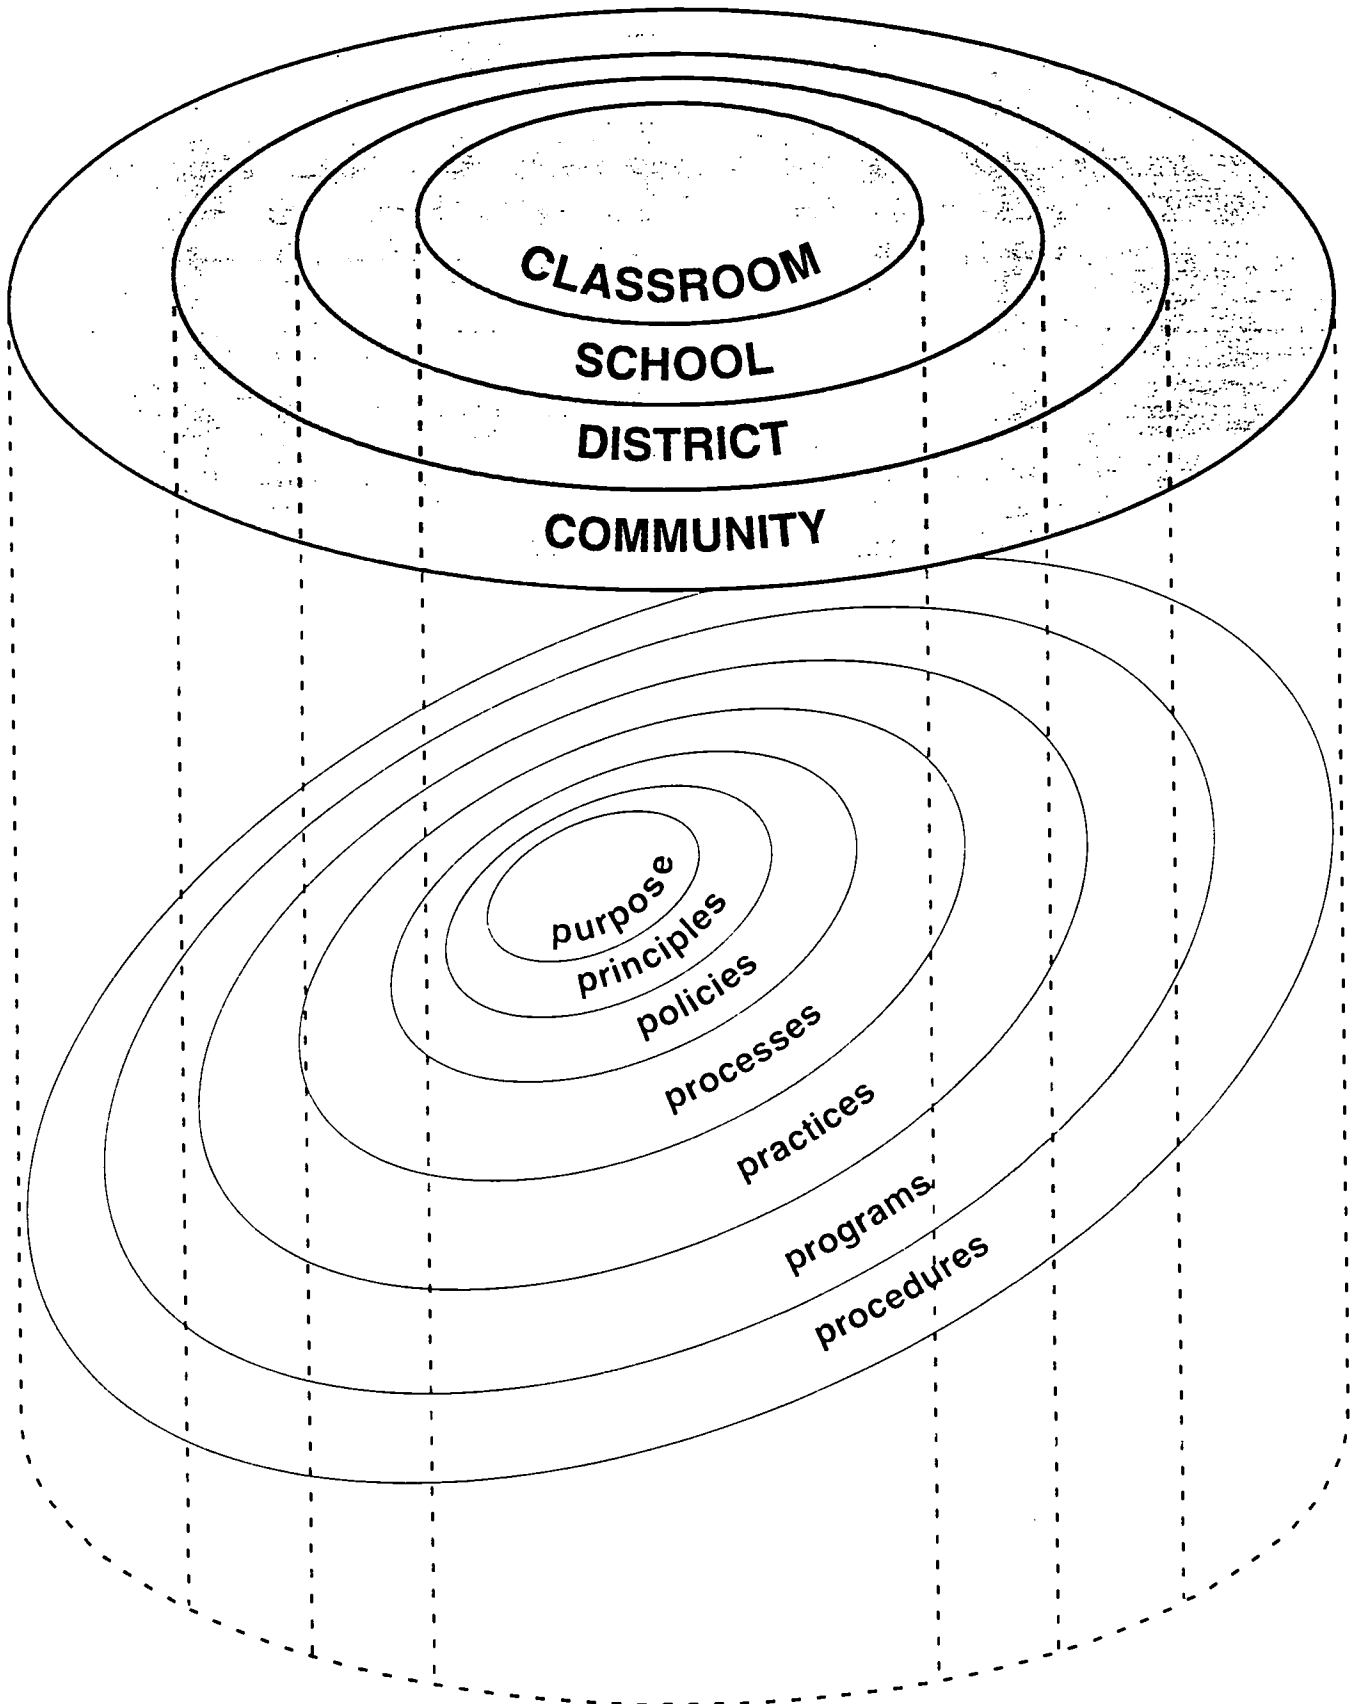 CLASSROOM
SCHOOL
DISTRICT
COMMUNITY
purpose
principles
policies
processes
practices
programs
procedures